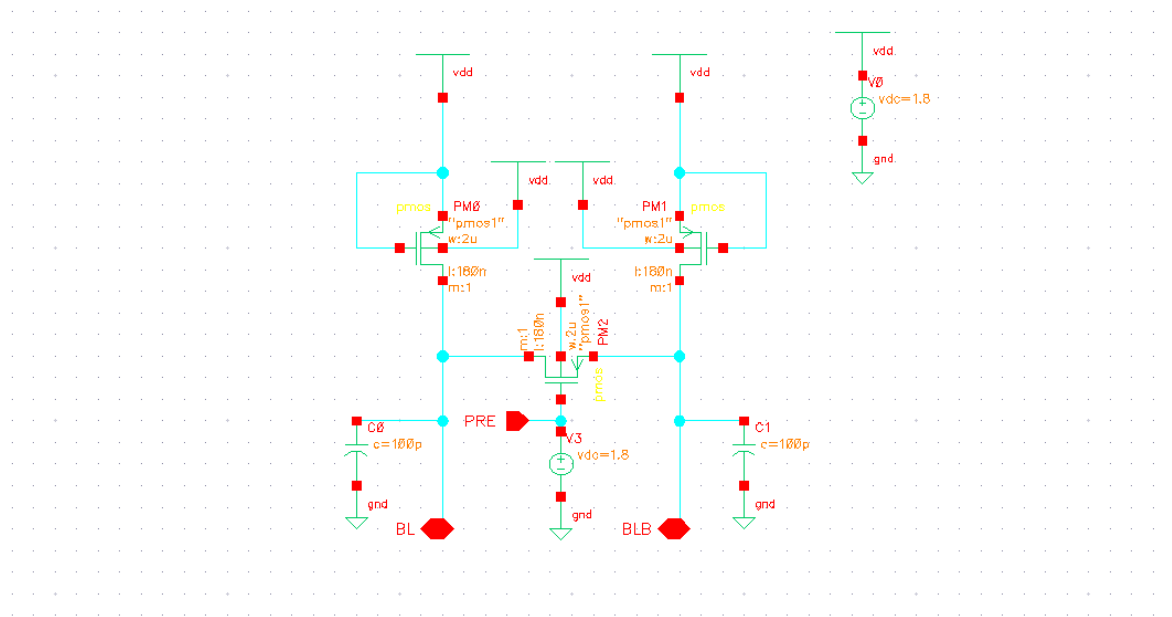 vdd
vdd
vdd
V0
vdc=1.8
gnd
vdd
vdd
pmos
PM0
"pmos1"
w:2u
l:180n
m:1
PM1
pmos
"pmos1"
w:2u
l:180n
m:1
vdd
m:1
l:180n
w:2u
"pmos1"
PM2
pmos
PRE
V3
vdc=1.8
gnd
C0
c=100p
gnd
C1
c=100p
gnd
BL
BLB